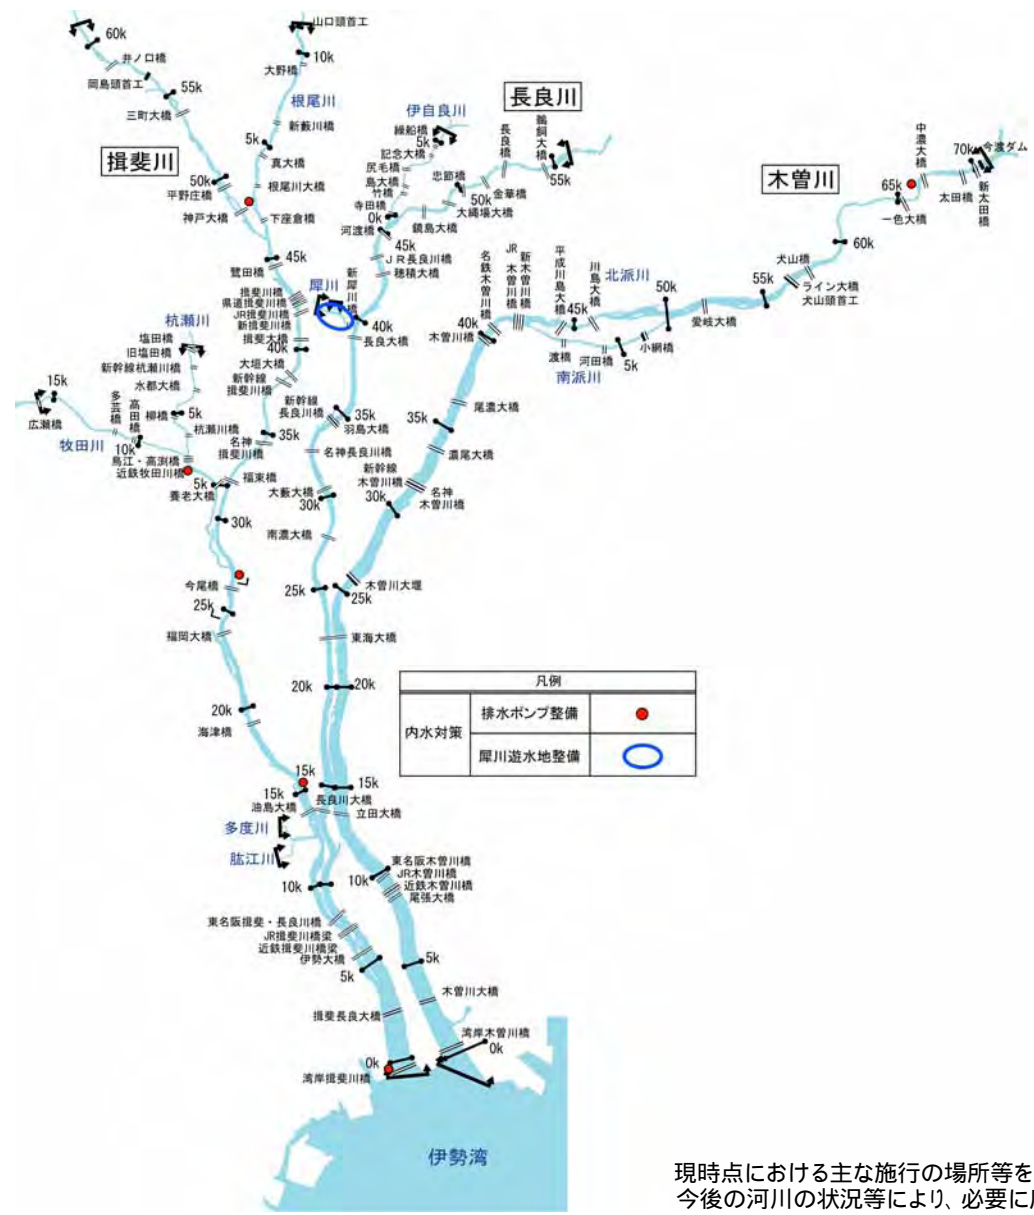 山口頭首工
60k
10k
井ノ口橋
大野橋
岡島頭首工
55k
根尾川
伊自良川
長良川
三町大橋
新藪川橋
繰船橋
鵜飼大橋
5k
5k
中濃大橋
揖斐川
真大橋
記念大橋
長良橋
70k
今渡ダム
50k
尻毛橋
忠節橋
55k
木曽川
平野庄橋
根尾川大橋
島大橋
50k
金華橋
65k
太田橋
新太田橋
竹橋
神戸大橋
下座倉橋
寺田橋
0k
大縄場大橋
一色大橋
河渡橋
鏡島大橋
60k
45k
45k
JR長良川橋
鷺田橋
穂積大橋
犬山橋
犀川
新犀川橋
名鉄木曽川橋
JR木曽川橋
新木曽川橋
平成川島大橋
川島大橋
北派川
50k
55k
ライン大橋
犬山頭首工
揖斐川橋
県道揖斐川橋
JR揖斐川橋
新揖斐川橋
揖斐大橋
杭瀬川
塩田橋
旧塩田橋
40k
長良大橋
40k
木曽川橋
45k
愛岐大橋
渡橋
河田橋
小網橋
5k
南派川
40k
大垣大橋
新幹線杭瀬川橋
水都大橋
新幹線
揖斐川橋
15k
広瀬橋
多芸橋
高田橋
柳橋
5k
新幹線
長良川橋
35k
羽島大橋
尾濃大橋
35k
牧田川
10k
杭瀬川橋
名神
揖斐川橋
35k
名神長良川橋
濃尾大橋
烏江・高渕橋
近鉄牧田川橋
5k
福束橋
養老大橋
大藪大橋
30k
新幹線
木曽川橋
30k
名神
木曽川橋
30k
南濃大橋
今尾橋
25k
木曽川大堰
25k
25k
福岡大橋
東海大橋
20k
20k
20k
海津橋
凡例
内水対策
排水ポンプ整備
犀川遊水地整備
15k
15k
15k
長良川大橋
油島大橋
立田大橋
多度川
肱江川
東名阪木曽川橋
JR木曽川橋
近鉄木曽川橋
尾張大橋
10k
10k
東名阪揖斐・長良川橋
JR揖斐川橋梁
近鉄揖斐川橋梁
伊勢大橋
5k
5k
木曽川大橋
揖斐長良大橋
湾岸木曽川橋
0k
0k
湾岸揖斐川橋
伊勢湾
現時点における主な施行の場所等を
今後の河川の状況等により、必要に